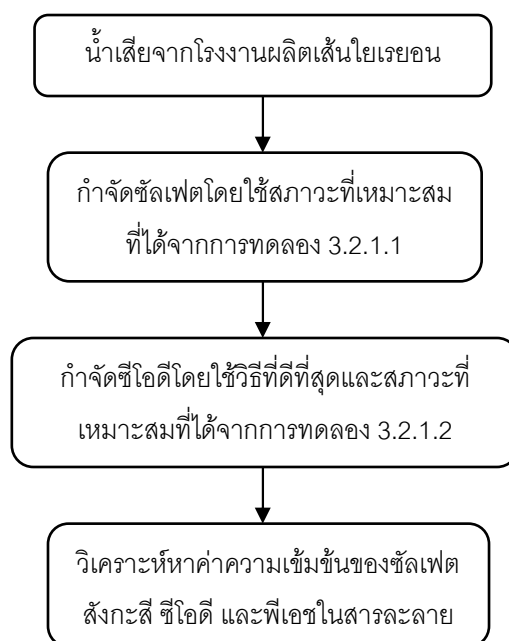 น้ำเสียจากโรงงานผลิตเส้นใยเรยอน
กำจัดซัลเฟตโดยใช้สภาวะที่เหมาะสม
ที่ได้จากการทดลอง 3.2.1.1
กำจัดซีโอดีโดยใช้วิธีที่ดีที่สุดและสภาวะที่
เหมาะสมที่ได้จากการทดลอง 3.2.1.2
วิเคราะห์หาค่าความเข้มข้นของซัลเฟต
สังกะสี ซีโอดี และพีเอชในสารละลาย